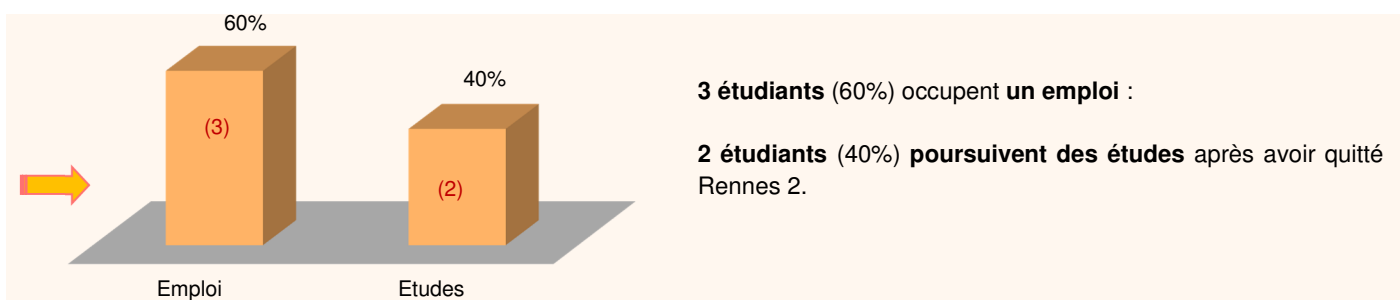 60%
40%
(3)
(2)
Emploi
Etudes
3 étudiants (60%) occupent un emploi :
2 étudiants (40%) poursuivent des études après avoir quitté
Rennes 2.